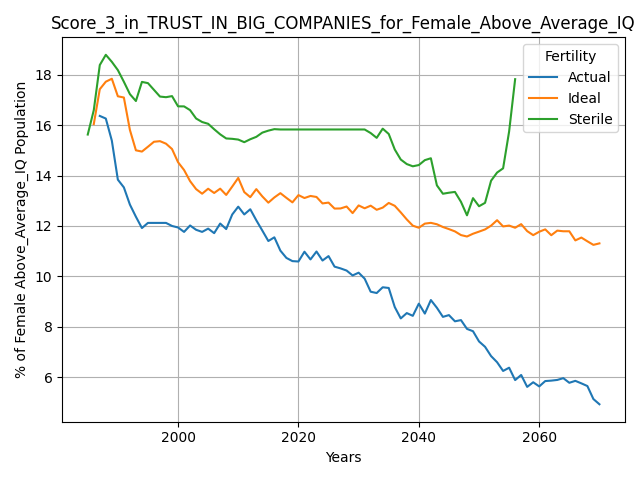 Score_3_in_TRUST_IN_BIG_COMPANIES_for_Female_Above_Average_IQ
% of Female Above_Average_IQ Population
18
16
14
12
10
8
6
2000
2020
2040
2060
Years
Fertility
Actual
Ideal
Sterile